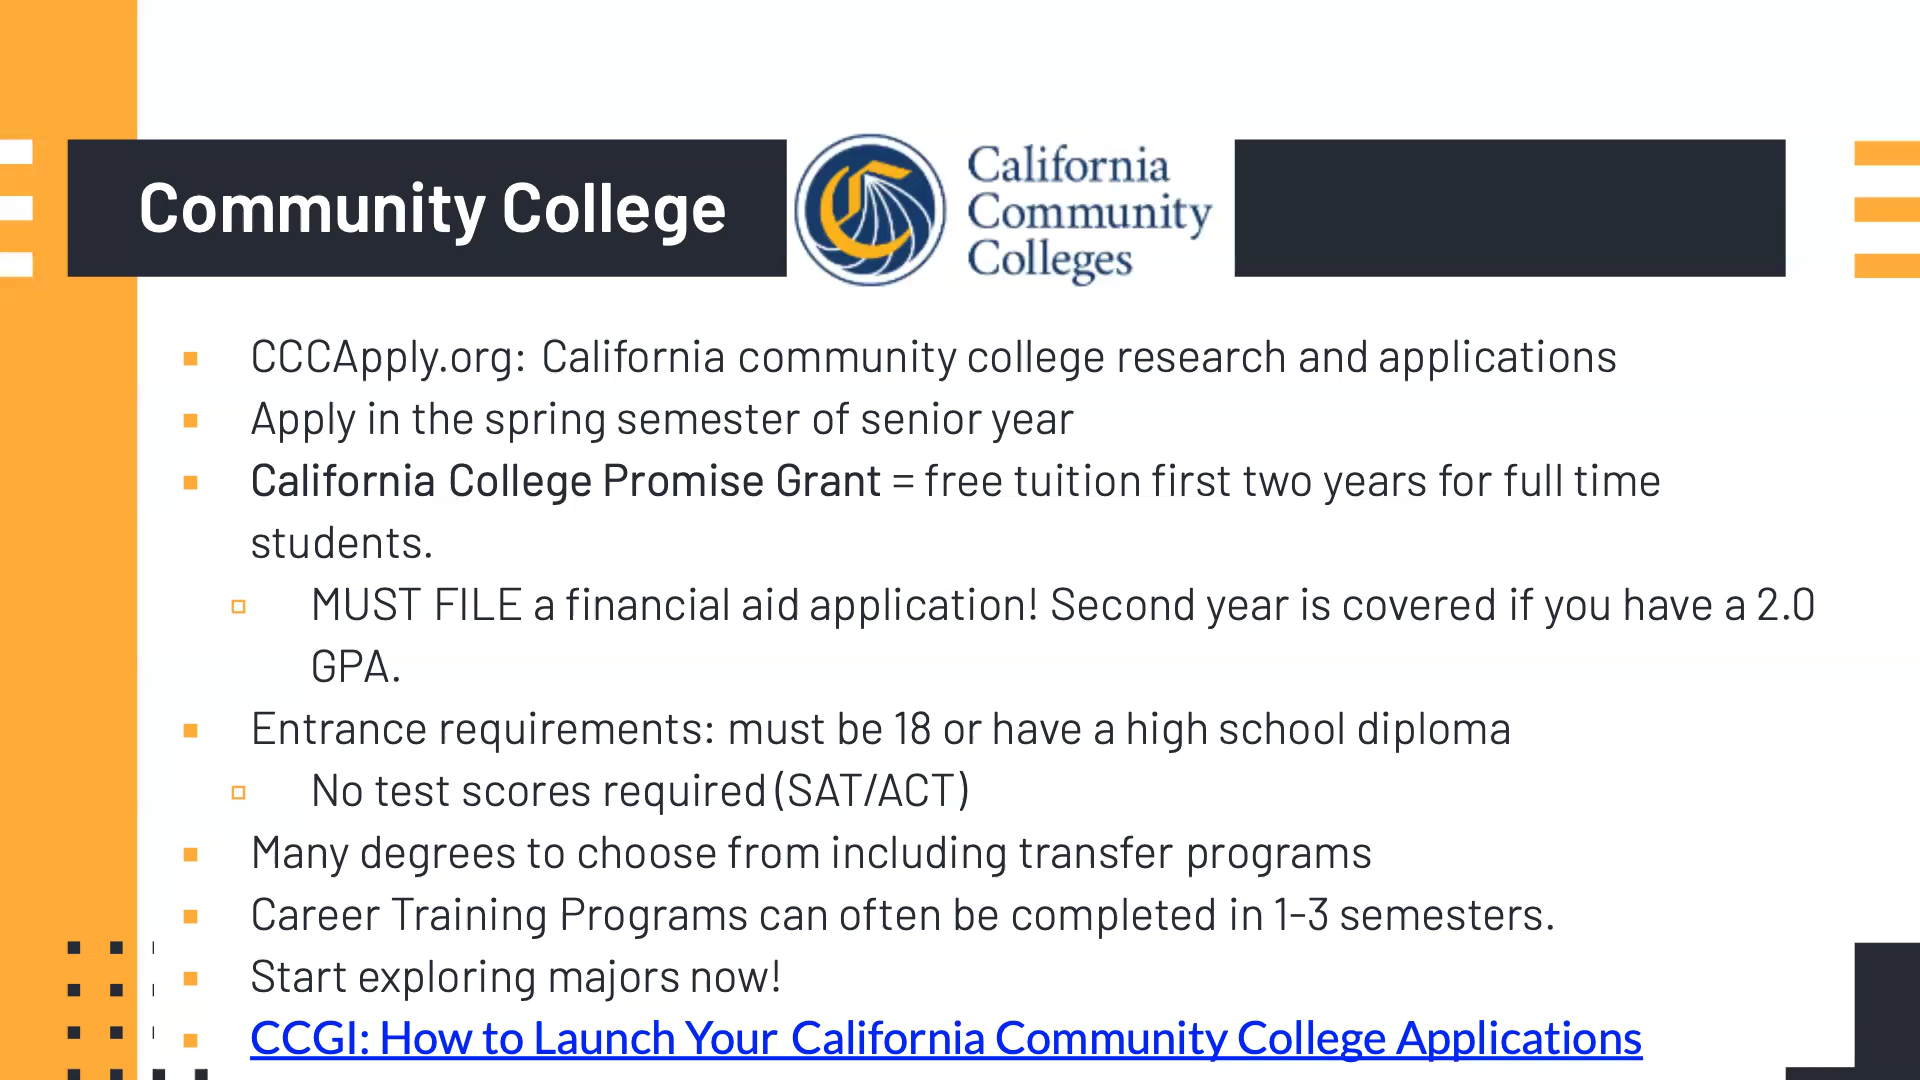 Community College
California
Community
Colleges
CCCApply.org: California community college research and applications
Apply in the spring semester of senior year
California College Promise Grant = free tuition first two years for full time
students.
MUST FILE a financial aid application! Second year is covered if you have a 2.0
GPA.
Entrance requirements: must be 18 or have a high school diploma
No test scores required (SAT/ACT)
Many degrees to choose from including transfer programs
Career Training Programs can often be completed in 1-3 semesters.
Start exploring majors now!
CCGI: How to Launch Your California Community College Applications